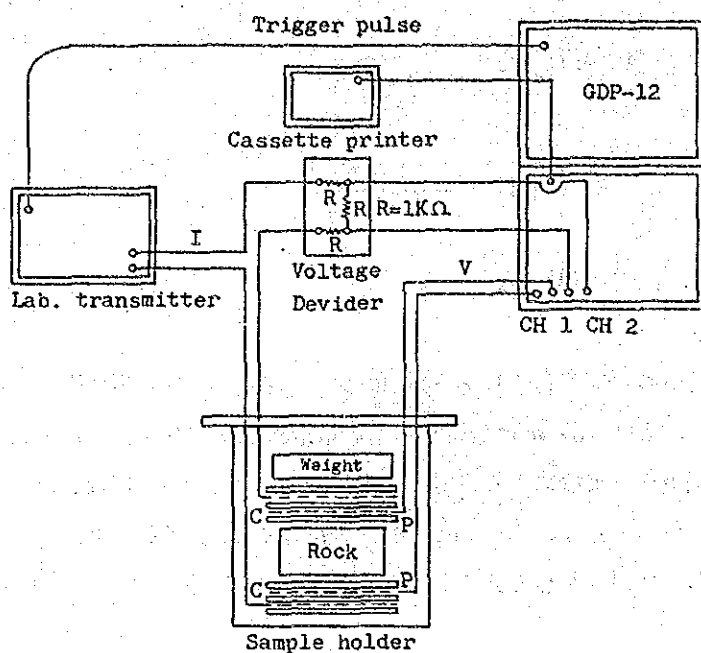 Trigger pulse
GDP-12
Cassette printer
R
R R=1KΩ
R
I
Voltage
Devider
V
Lab. transmitter
CH 1 CH 2
Weight
C
P
Rock
C
P
Sample holder